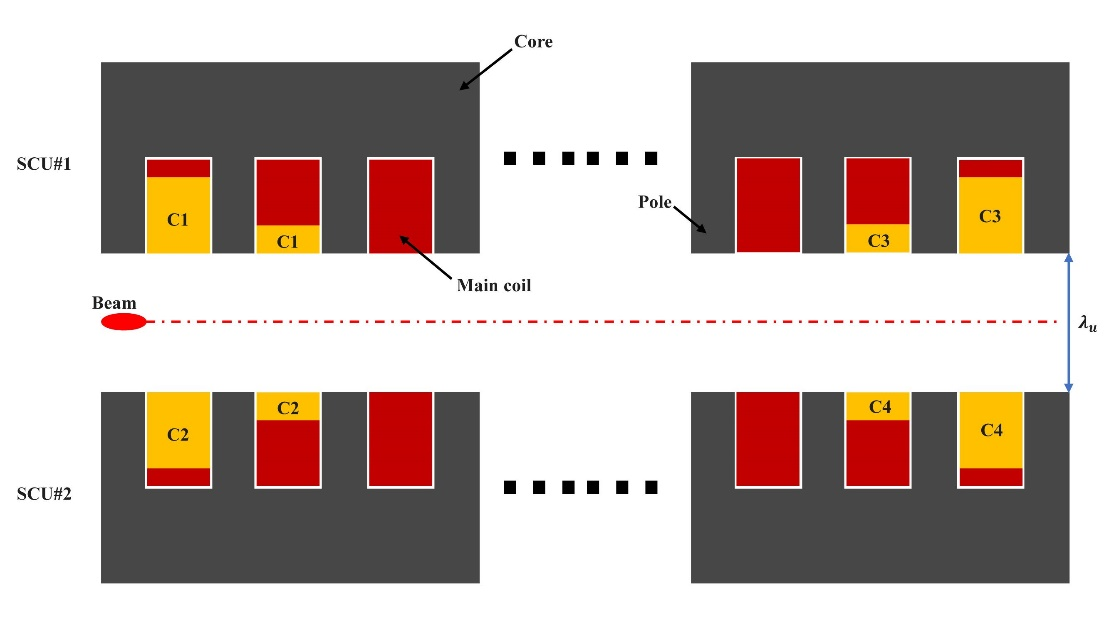 Core
SCU#1
Pole
C1
C3
C1
C3
Main coil
Beam
λu
C2
C4
C2
C4
SCU#2